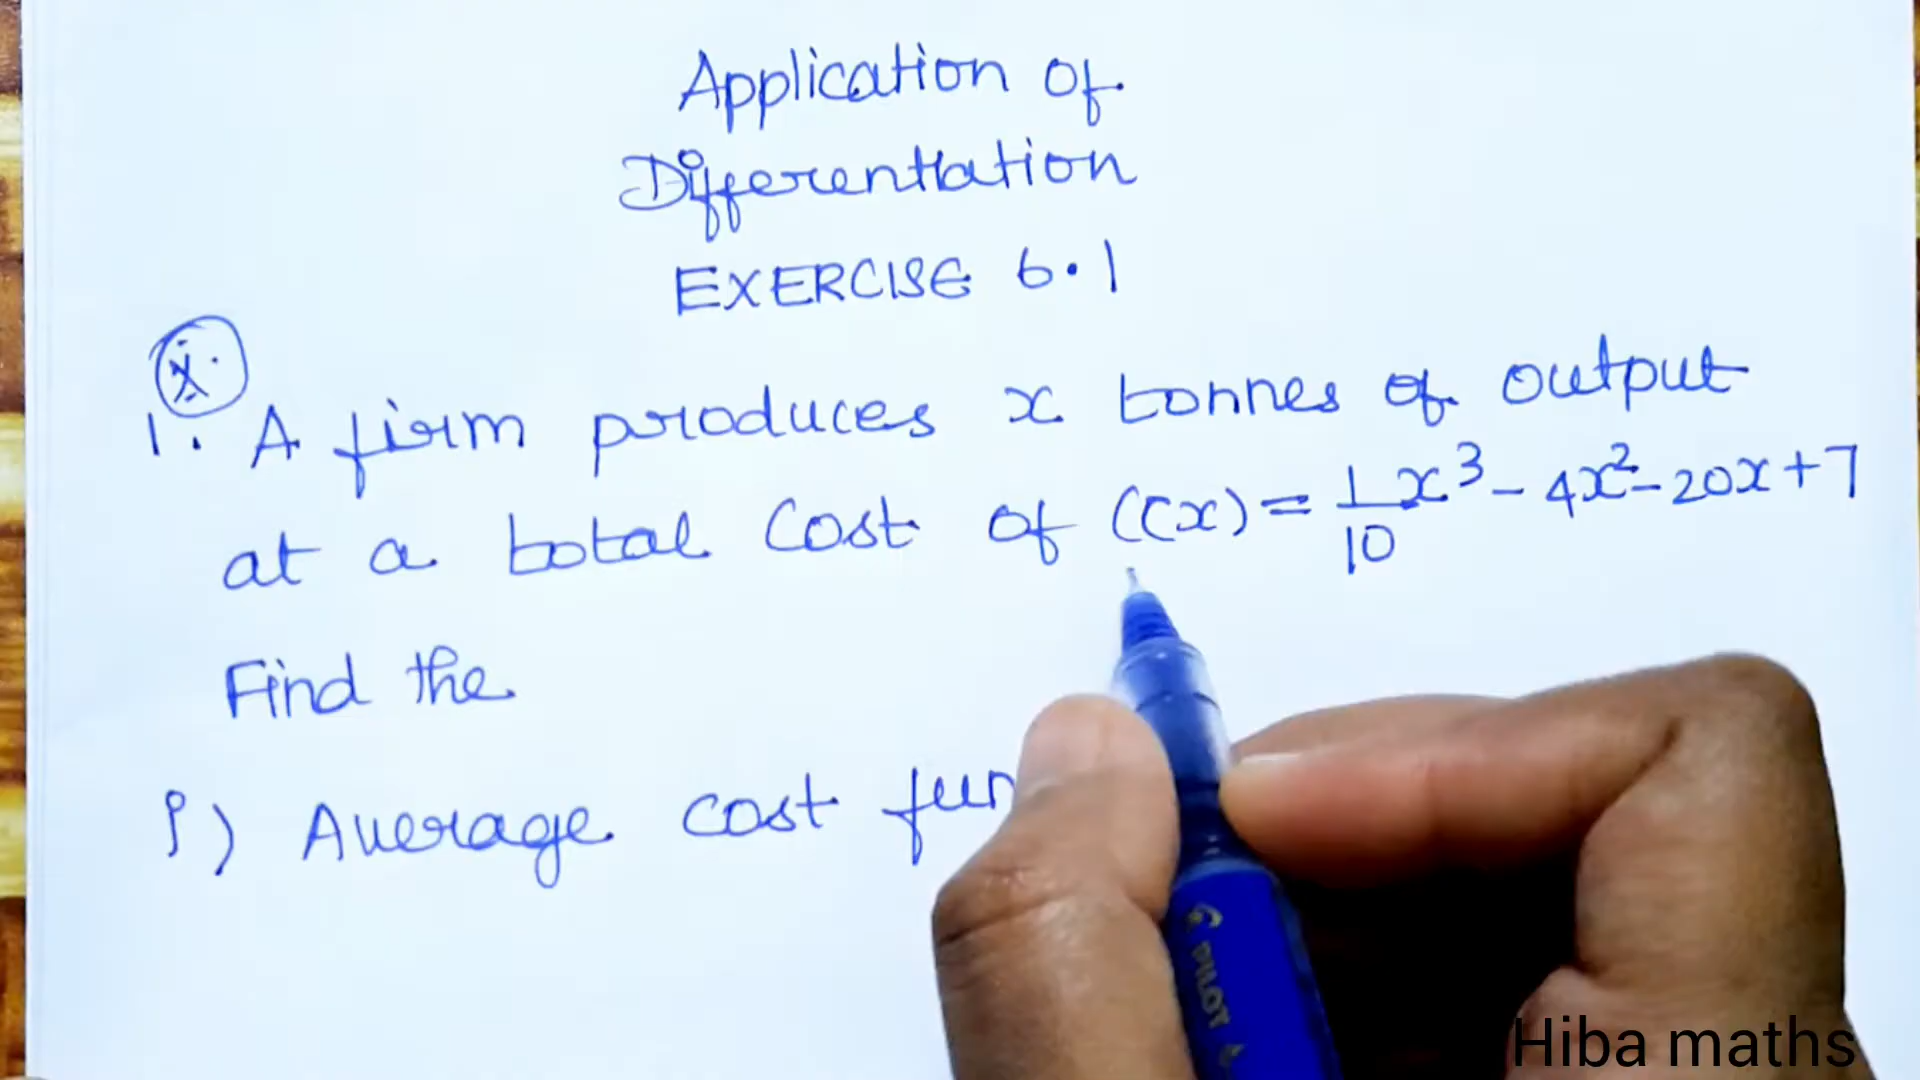 Application of
Differentiation
EXERCISE 6.1
1. A firm produces x tonnes of output
at a total cost of C(x) = 1/10 x³ - 4x² - 20x + 7
Find the
i) Average cost fun
PILOT
Hiba maths